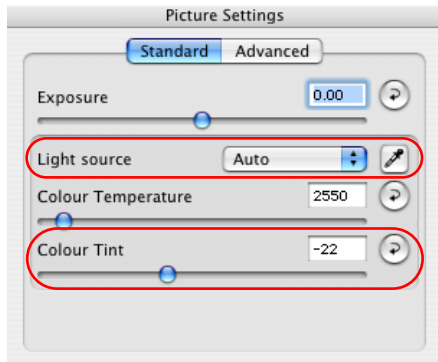 Picture Settings
Standard Advanced
Exposure 0.00
Light source Auto
Colour Temperature 2550
Colour Tint -22